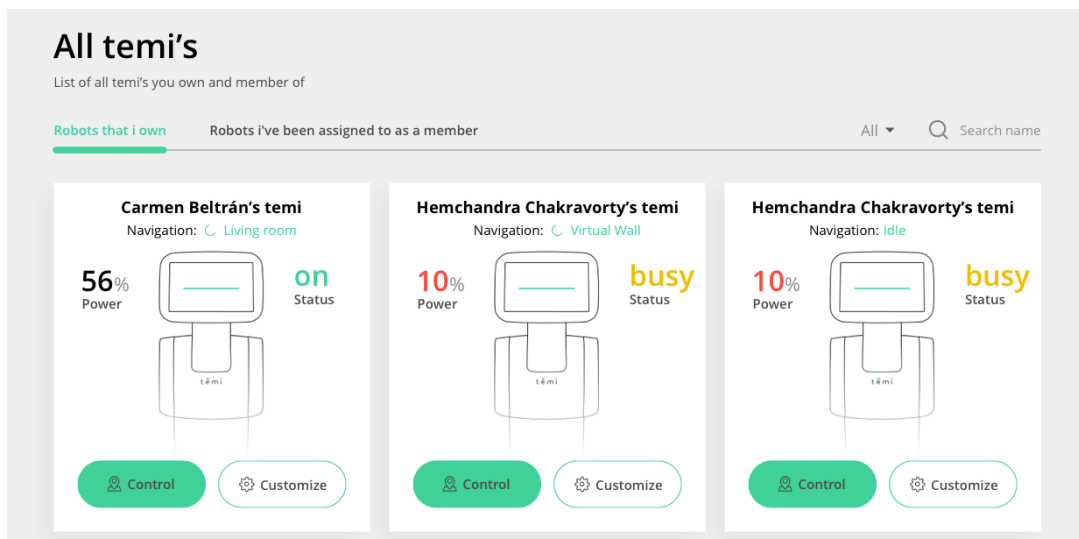 All temi's
List of all temi's you own and member of
Robots that i own
Robots i've been assigned to as a member
All
Search name
Carmen Beltrán's temi
Navigation: Living room
56%
Power
on
Status
temi
Control
Customize
Hemchandra Chakravorty's temi
Navigation: Virtual Wall
10%
Power
busy
Status
temi
Control
Customize
Hemchandra Chakravorty's temi
Navigation: Idle
10%
Power
busy
Status
temi
Control
Customize